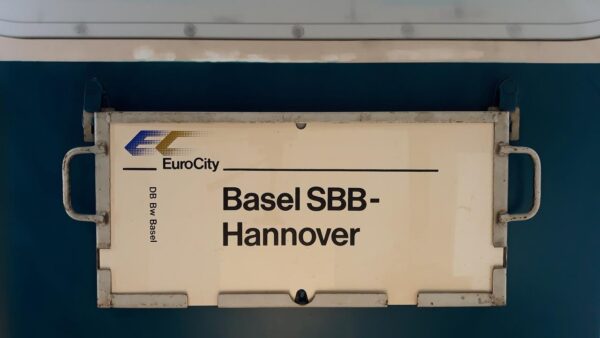 EC
EuroCity
DB Bw Basel
Basel SBB-
Hannover